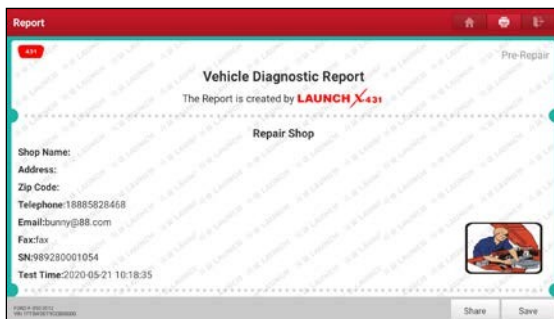 Report
431
Pre-Repair
Vehicle Diagnostic Report
The Report is created by LAUNCH X431
Repair Shop
Shop Name:
Address:
Zip Code:
Telephone:18885828468
Email:bunny@88.com
Fax:fax
SN:989280001054
Test Time:2020-05-21 10:18:35
Share
Save